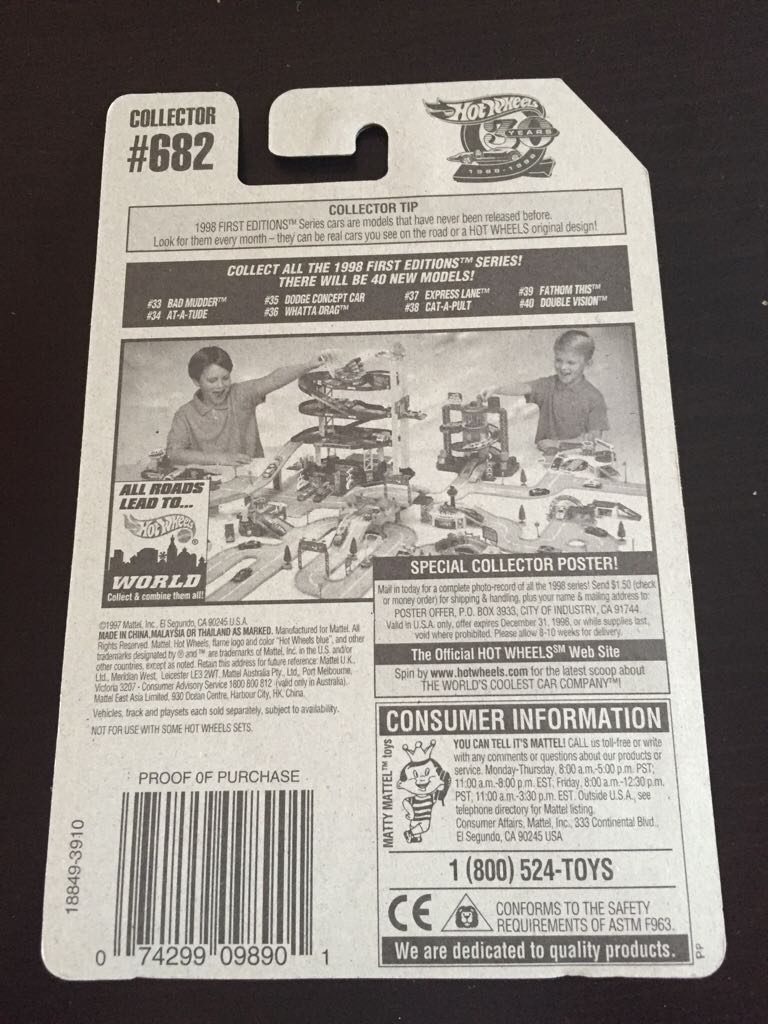 COLLECTOR
#682
HOT WHEELS
30
YEARS
1968-1998
COLLECTOR TIP
1998 FIRST EDITIONS™ Series cars are models that have never been released before.
Look for them every month – they can be real cars you see on the road or a HOT WHEELS original design!
COLLECT ALL THE 1998 FIRST EDITIONS™ SERIES!
THERE WILL BE 40 NEW MODELS!
#33 BAD MUDDER™ #35 DODGE CONCEPT CAR #37 EXPRESS LANE™ #39 FATHOM THIS™
#34 AT-A-TUDE #36 WHATTA DRAG™ #38 CAT-A-PULT #40 DOUBLE VISION™
ALL ROADS
LEAD TO...
Hot Wheels®
WORLD
Collect & combine them all!
©1997 Mattel, Inc., El Segundo, CA 90245 U.S.A.
MADE IN CHINA, MALAYSIA OR THAILAND AS MARKED. Manufactured for Mattel. All
Rights Reserved. Mattel, Hot Wheels, flame logo and color "Hot Wheels blue", and other
trademarks designated by ® and ™ are trademarks of Mattel, Inc. in the U.S. and/or
other countries, except as noted. Retain this address for future reference: Mattel U.K.,
Ltd., Meridian West, Leicester LE3 2WT. Mattel Australia Pty., Ltd., Port Melbourne,
Victoria 3207 - Consumer Advisory Service 1800 800 812 (valid only in Australia).
Mattel East Asia Limited, 930 Ocean Centre, Harbour City, HK, China.
Vehicles, track and playsets each sold separately, subject to availability.
NOT FOR USE WITH SOME HOT WHEELS SETS.
SPECIAL COLLECTOR POSTER!
Mail in today for a complete photo-record of all the 1998 series! Send $1.50 (check
or money order) for shipping & handling, plus your name & mailing address to:
POSTER OFFER, P.O. BOX 3933, CITY OF INDUSTRY, CA 91744.
Valid in U.S.A. only, offer expires December 31, 1998, or while supplies last,
void where prohibited. Please allow 8-10 weeks for delivery.
The Official HOT WHEELS℠ Web Site
Spin by www.hotwheels.com for the latest scoop about
THE WORLD'S COOLEST CAR COMPANY™!
CONSUMER INFORMATION
MATTY MATTEL™ toys
YOU CAN TELL IT'S MATTEL! CALL us toll-free or write
with any comments or questions about our products or
service. Monday-Thursday, 8:00 a.m.-5:00 p.m. PST;
11:00 a.m.-8:00 p.m. EST. Friday, 8:00 a.m.-12:30 p.m.
PST, 11:00 a.m.-3:30 p.m. EST. Outside U.S.A., see
telephone directory for Mattel listing.
Consumer Affairs, Mattel, Inc., 333 Continental Blvd.,
El Segundo, CA 90245 USA
1 (800) 524-TOYS
CE
CONFORMS TO THE SAFETY
REQUIREMENTS OF ASTM F963.
We are dedicated to quality products.
PP
PROOF OF PURCHASE
18849-3910
0 74299 09890 1